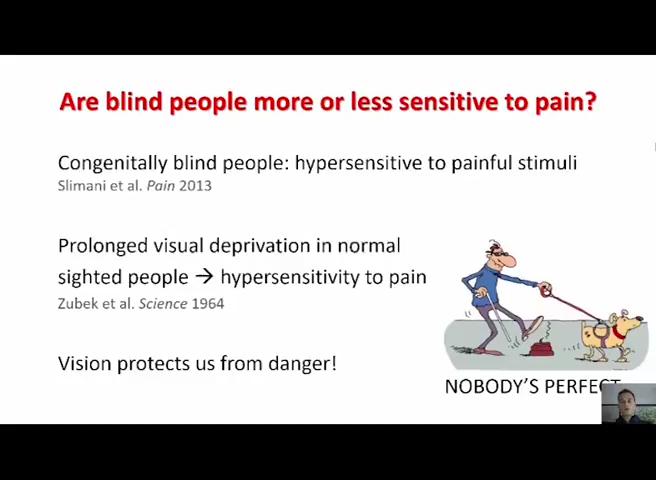 Are blind people more or less sensitive to pain?
Congenitally blind people: hypersensitive to painful stimuli
Slimani et al. Pain 2013
Prolonged visual deprivation in normal
sighted people → hypersensitivity to pain
Zubek et al. Science 1964
Vision protects us from danger!
NOBODY'S PERFECT